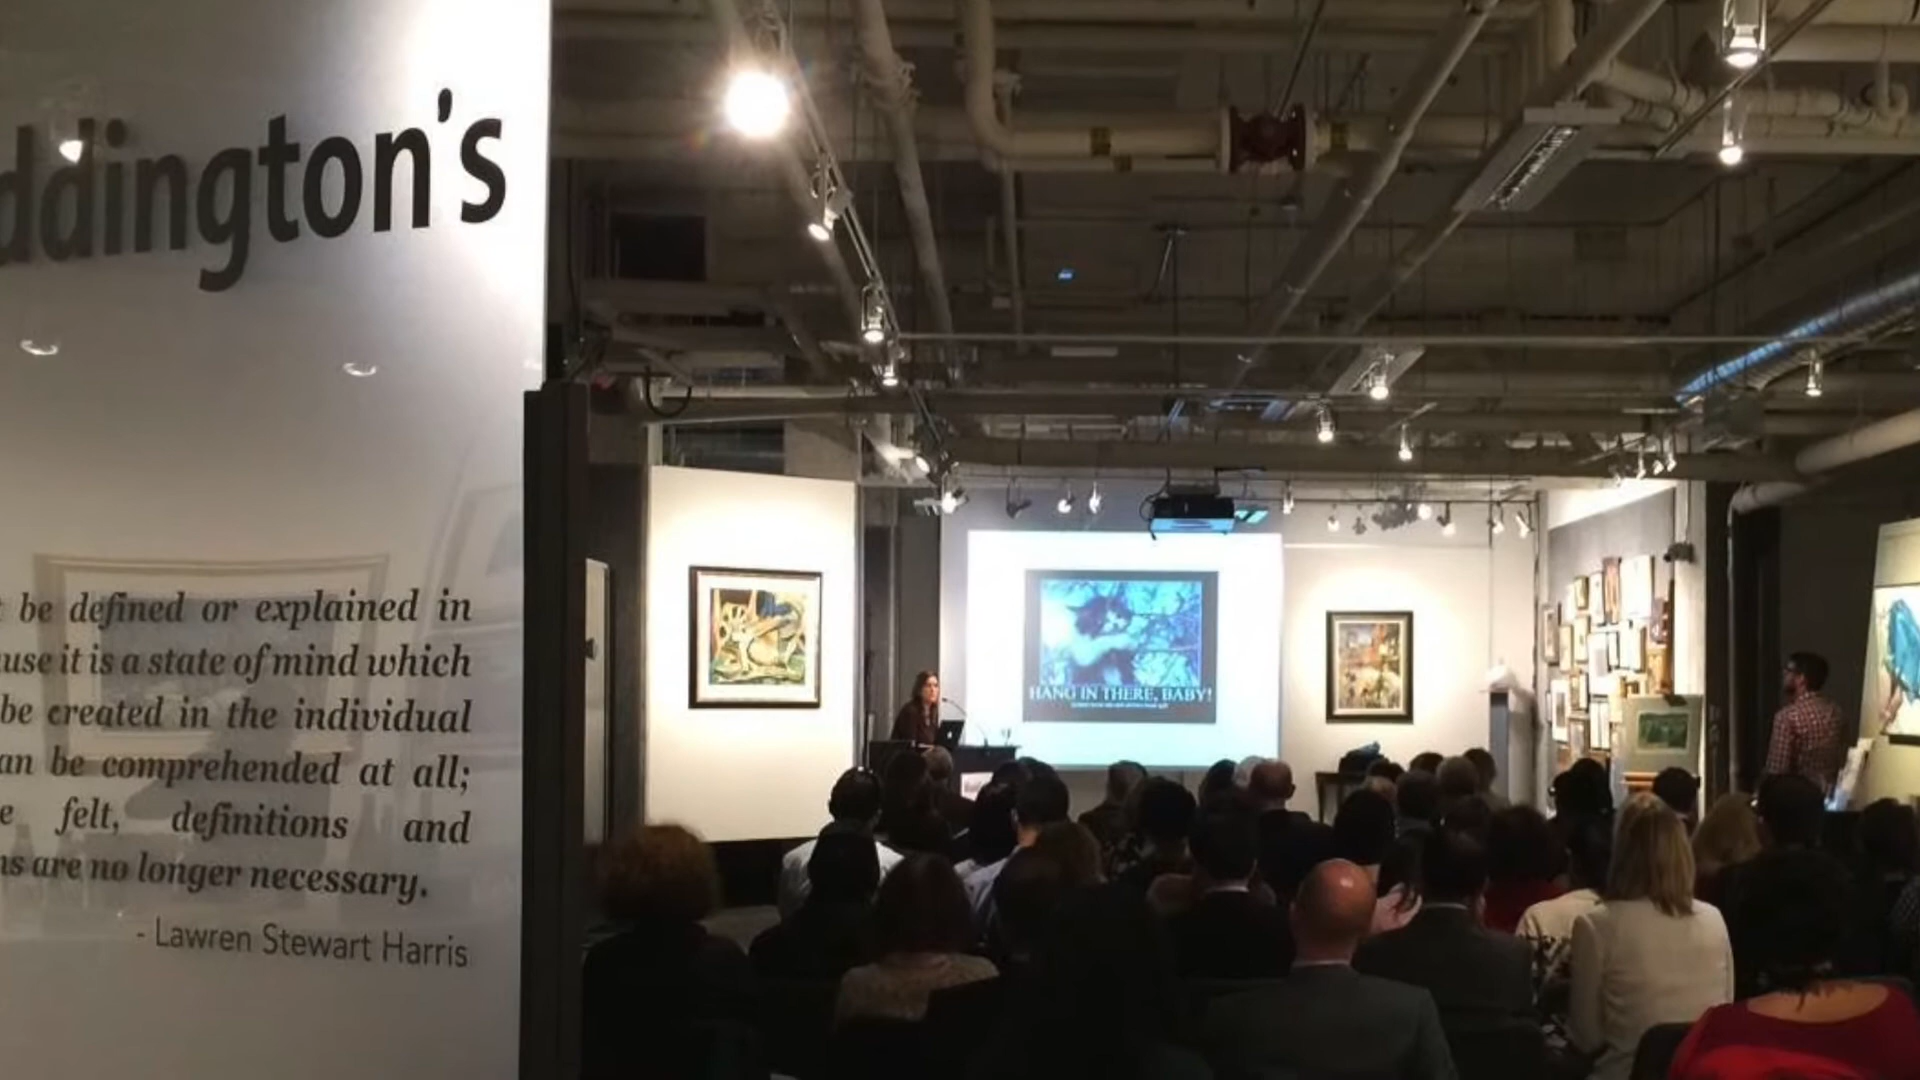 ddington's
be defined or explained in
use it is a state of mind which
be created in the individual
an be comprehended at all;
e felt, definitions and
ns are no longer necessary.
- Lawren Stewart Harris
HANG IN THERE, BABY!